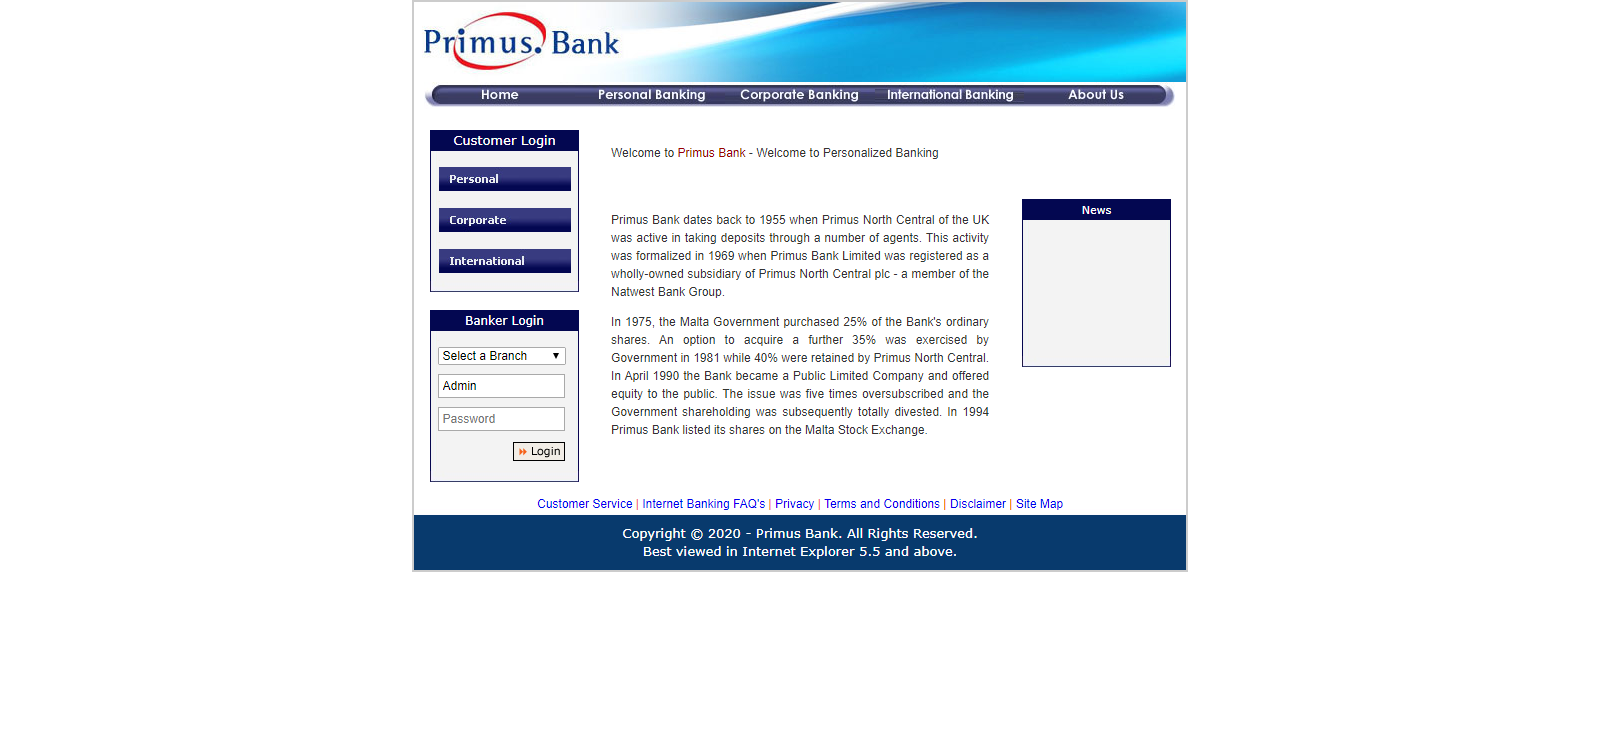 Primus. Bank
Home Personal Banking Corporate Banking International Banking About Us
Customer Login
Personal
Corporate
International
Banker Login
Select a Branch
Admin
Password
Login
Welcome to Primus Bank - Welcome to Personalized Banking
Primus Bank dates back to 1955 when Primus North Central of the UK
was active in taking deposits through a number of agents. This activity
was formalized in 1969 when Primus Bank Limited was registered as a
wholly-owned subsidiary of Primus North Central plc - a member of the
Natwest Bank Group.
In 1975, the Malta Government purchased 25% of the Bank's ordinary
shares. An option to acquire a further 35% was exercised by
Government in 1981 while 40% were retained by Primus North Central.
In April 1990 the Bank became a Public Limited Company and offered
equity to the public. The issue was five times oversubscribed and the
Government shareholding was subsequently totally divested. In 1994
Primus Bank listed its shares on the Malta Stock Exchange.
News
Customer Service | Internet Banking FAQ's | Privacy | Terms and Conditions | Disclaimer | Site Map
Copyright © 2020 - Primus Bank. All Rights Reserved.
Best viewed in Internet Explorer 5.5 and above.